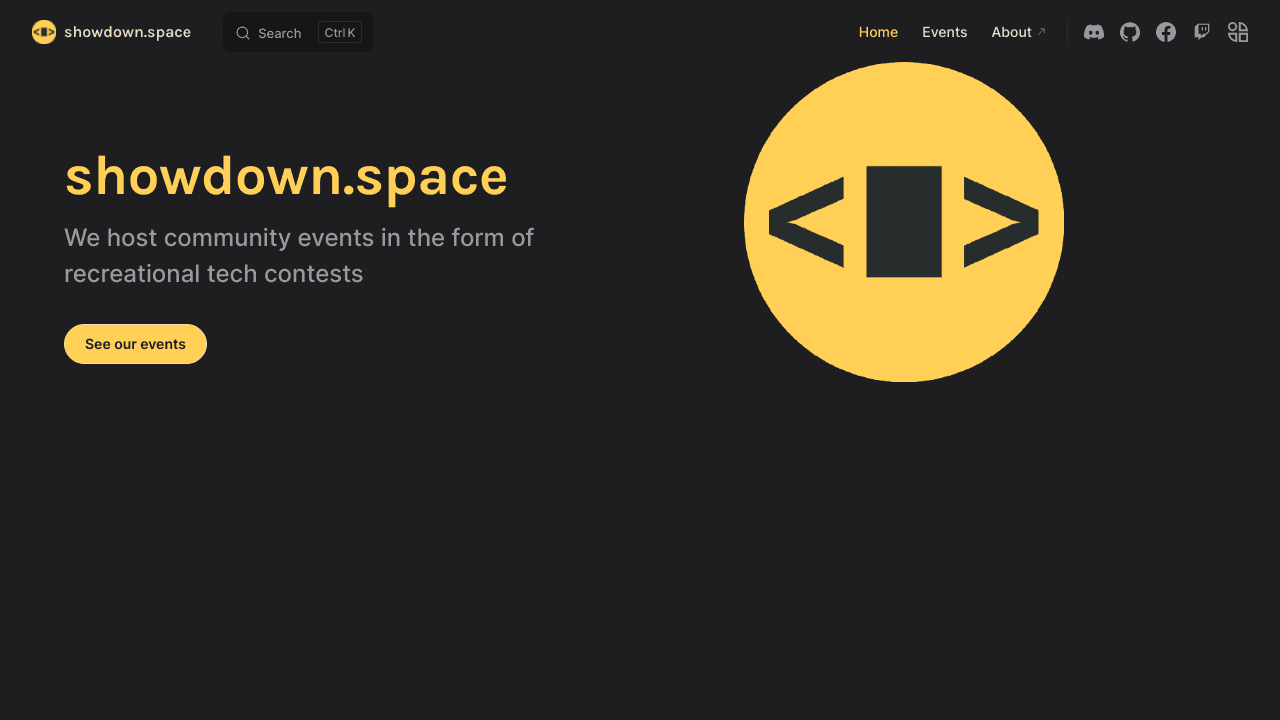 showdown.space
Search
Ctrl K
Home
Events
About
showdown.space
We host community events in the form of
recreational tech contests
See our events